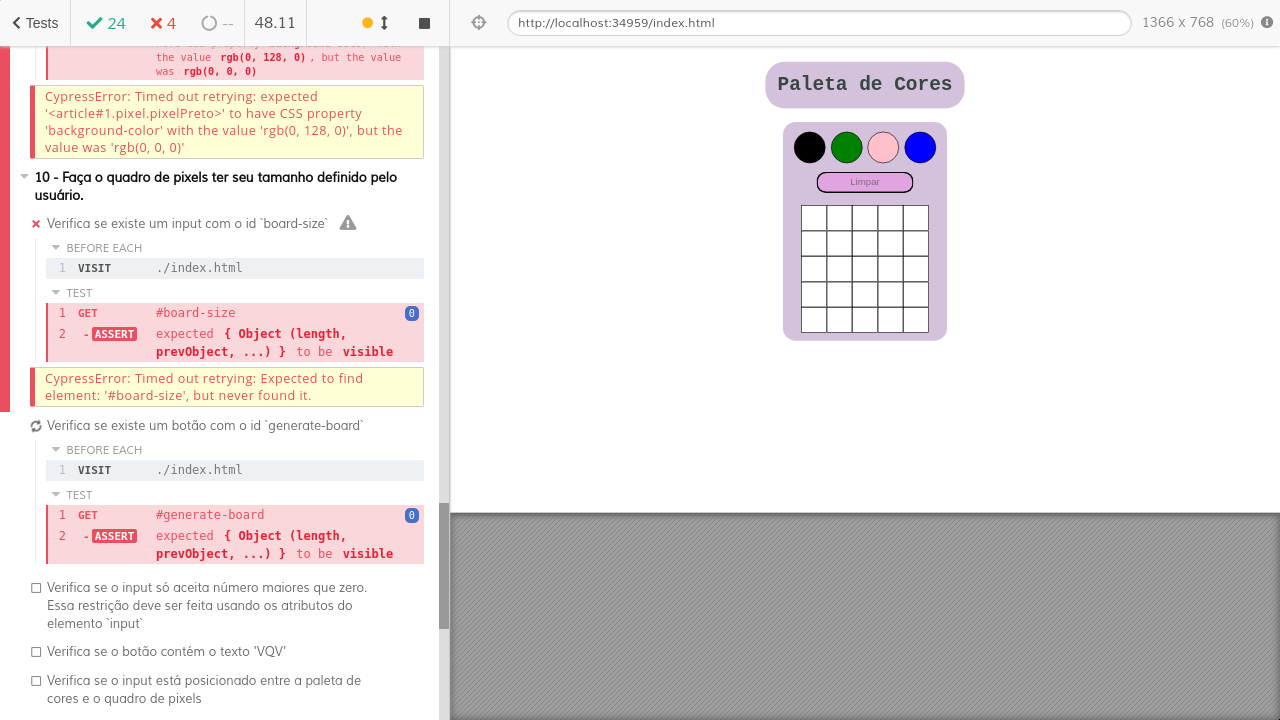 Tests
24
4
--
48.11
the value rgb(0, 128, 0) , but the value
was rgb(0, 0, 0)
CypressError: Timed out retrying: expected
'<article#1.pixel.pixelPreto>' to have CSS property
'background-color' with the value 'rgb(0, 128, 0)', but the
value was 'rgb(0, 0, 0)'
10 - Faça o quadro de pixels ter seu tamanho definido pelo
usuário.
Verifica se existe um input com o id `board-size`
BEFORE EACH
1 VISIT ./index.html
TEST
1 GET #board-size 0
2 -ASSERT expected { Object (length,
prevObject, ...) } to be visible
CypressError: Timed out retrying: Expected to find
element: '#board-size', but never found it.
Verifica se existe um botão com o id `generate-board`
BEFORE EACH
1 VISIT ./index.html
TEST
1 GET #generate-board 0
2 -ASSERT expected { Object (length,
prevObject, ...) } to be visible
Verifica se o input só aceita número maiores que zero.
Essa restrição deve ser feita usando os atributos do
elemento `input`
Verifica se o botão contém o texto 'VQV'
Verifica se o input está posicionado entre a paleta de
cores e o quadro de pixels
http://localhost:34959/index.html
1366 x 768 (60%)
Paleta de Cores
Limpar